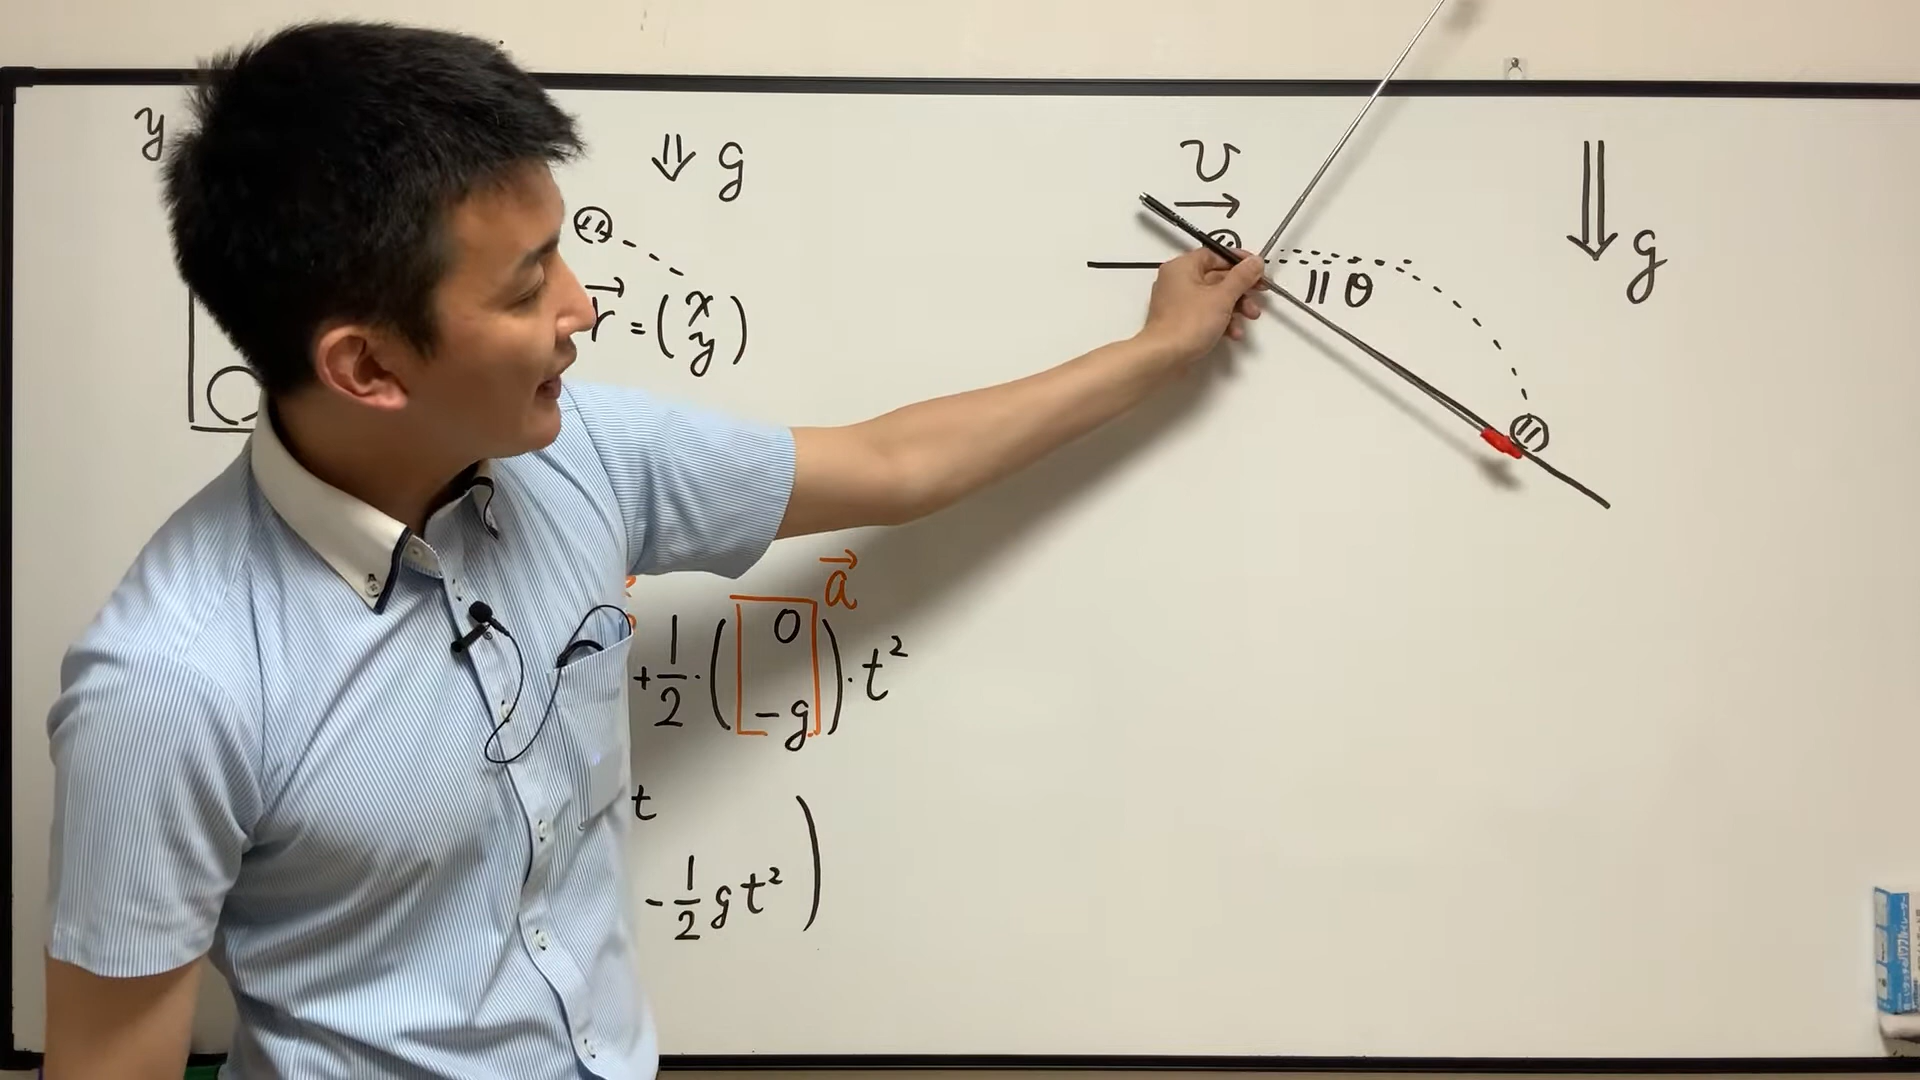 y
⇓ g
r⃗ = (x y)
a⃗
+ 1/2 · (0 -g) · t²
t
- 1/2 g t² )
v
→
θ
⇓ g